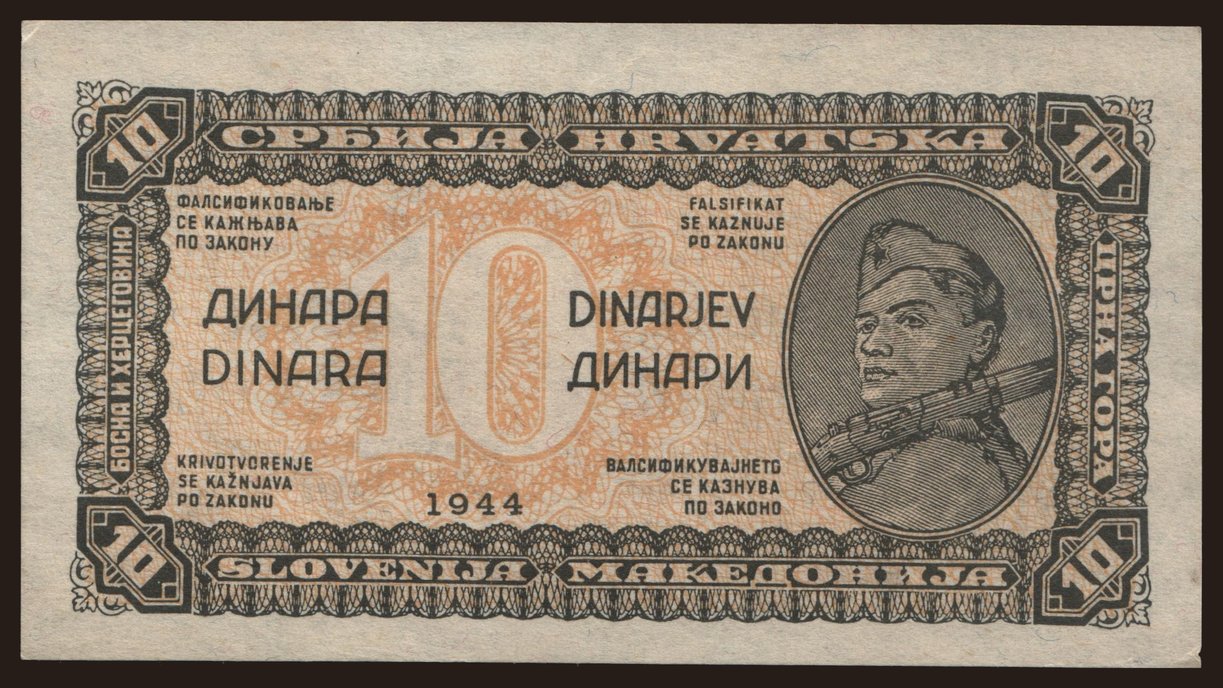 10
СРБИЈА HRVATSKA
10
БОСНА И ХЕРЦЕГОВИНА
ФАЛСИФИКОВАЊЕ
СЕ КАЖЊАВА
ПО ЗАКОНУ
FALSIFIKAT
SE KAZNUJE
PO ZAKONU
ЦРНА ГОРА
10
ДИНАРА
DINARA
DINARJEV
ДИНАРИ
KRIVOTVORENJE
SE KAŽNJAVA
PO ZAKONU
1944
ВАЛСИФИКУВАЈНЕТО
СЕ КАЗНУВА
ПО ЗАКОНО
10
SLOVENIJA МАКЕДОНИЈА
10